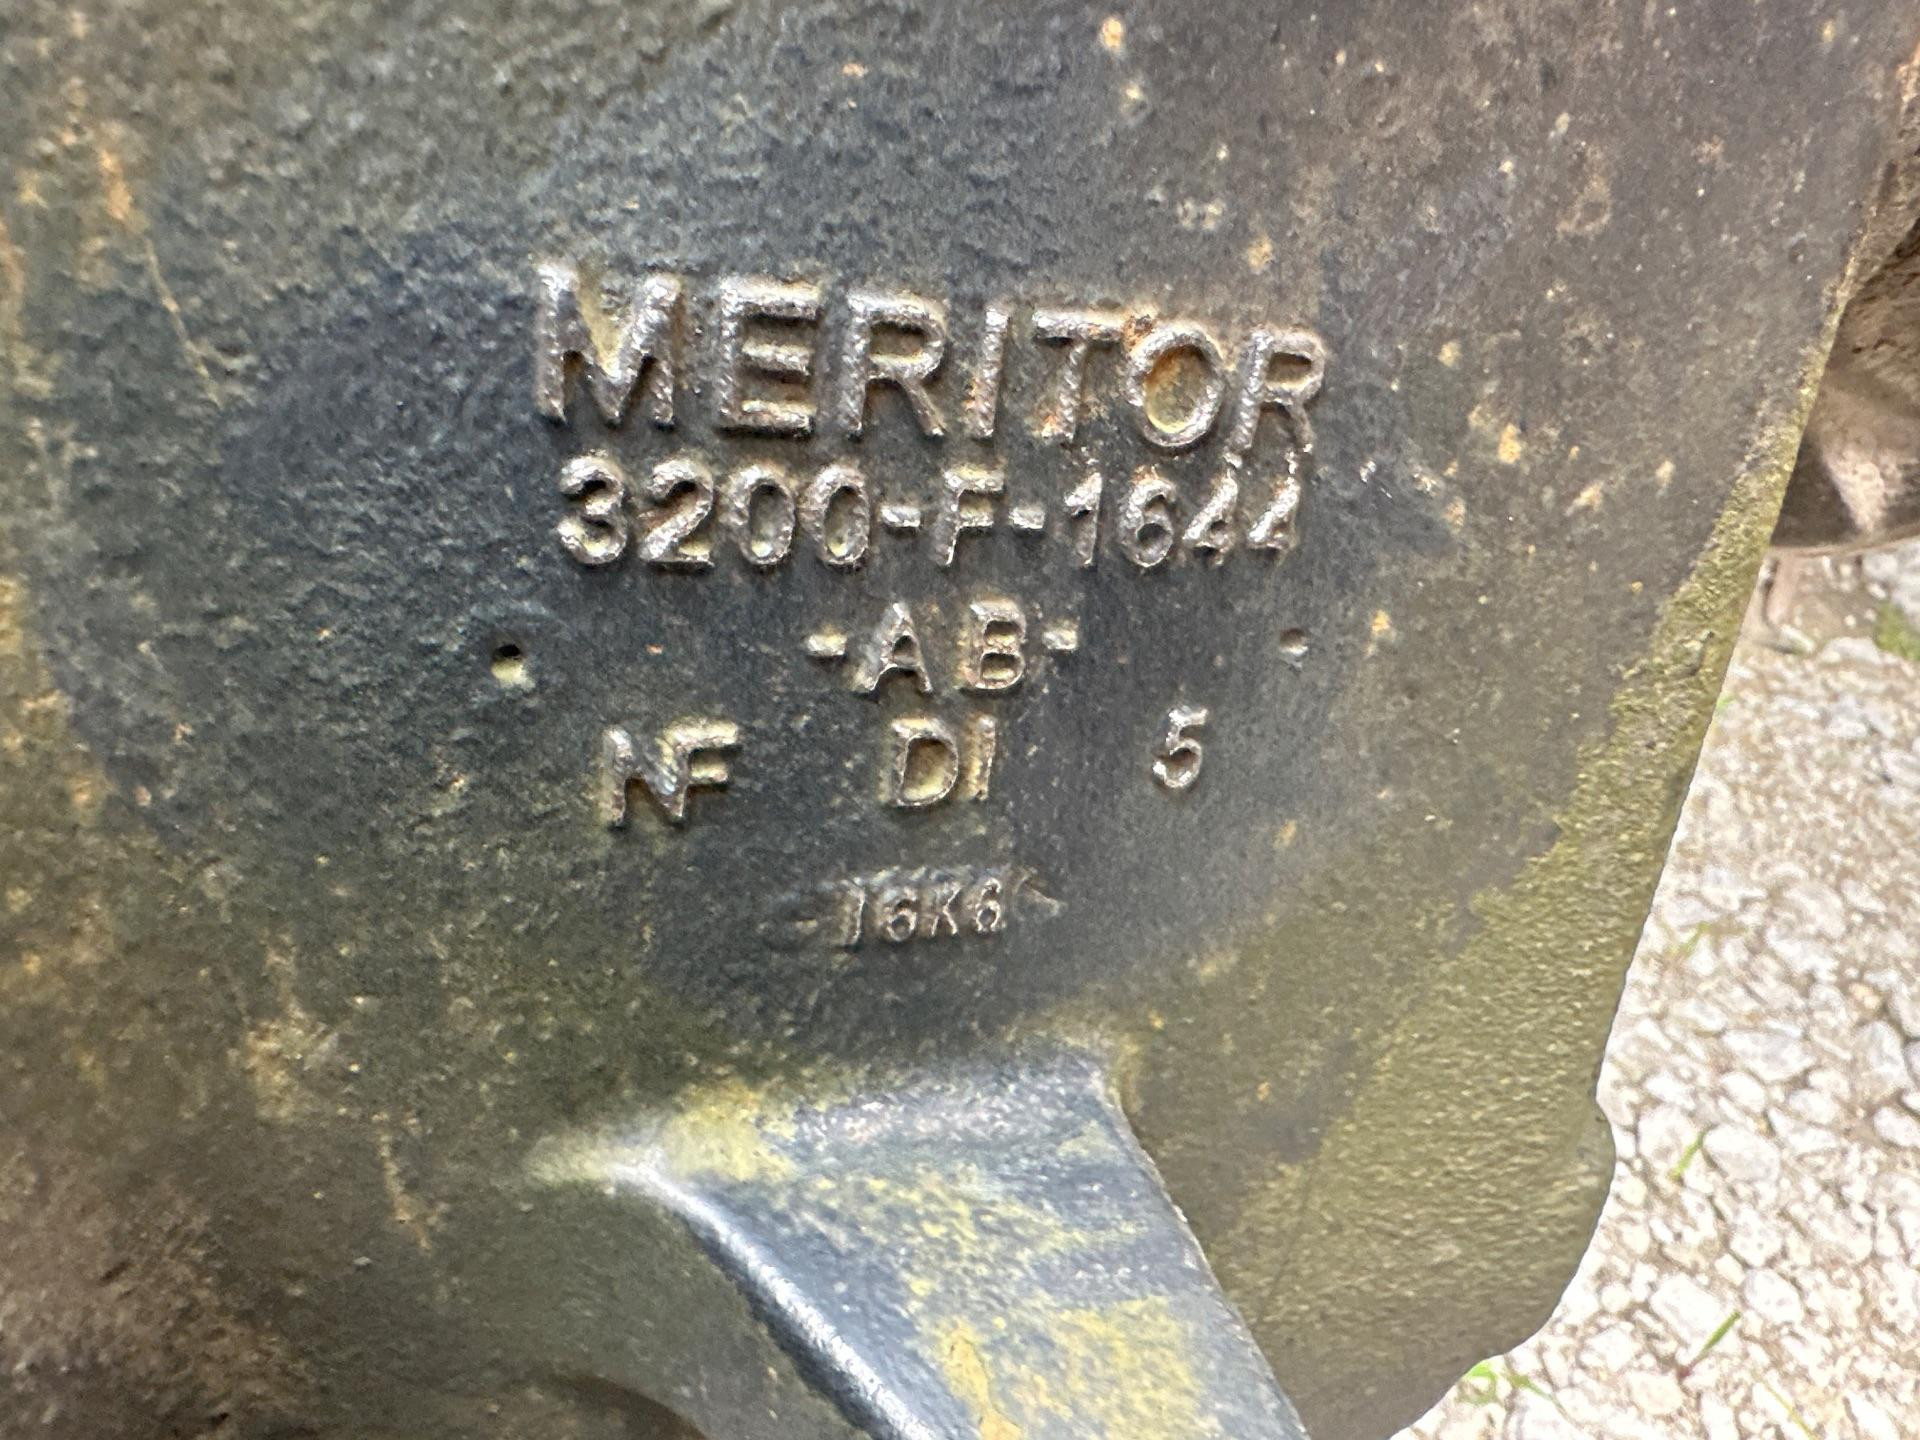 MERITOR
3200-F-1644
-AB-
NF DI 5
16K6